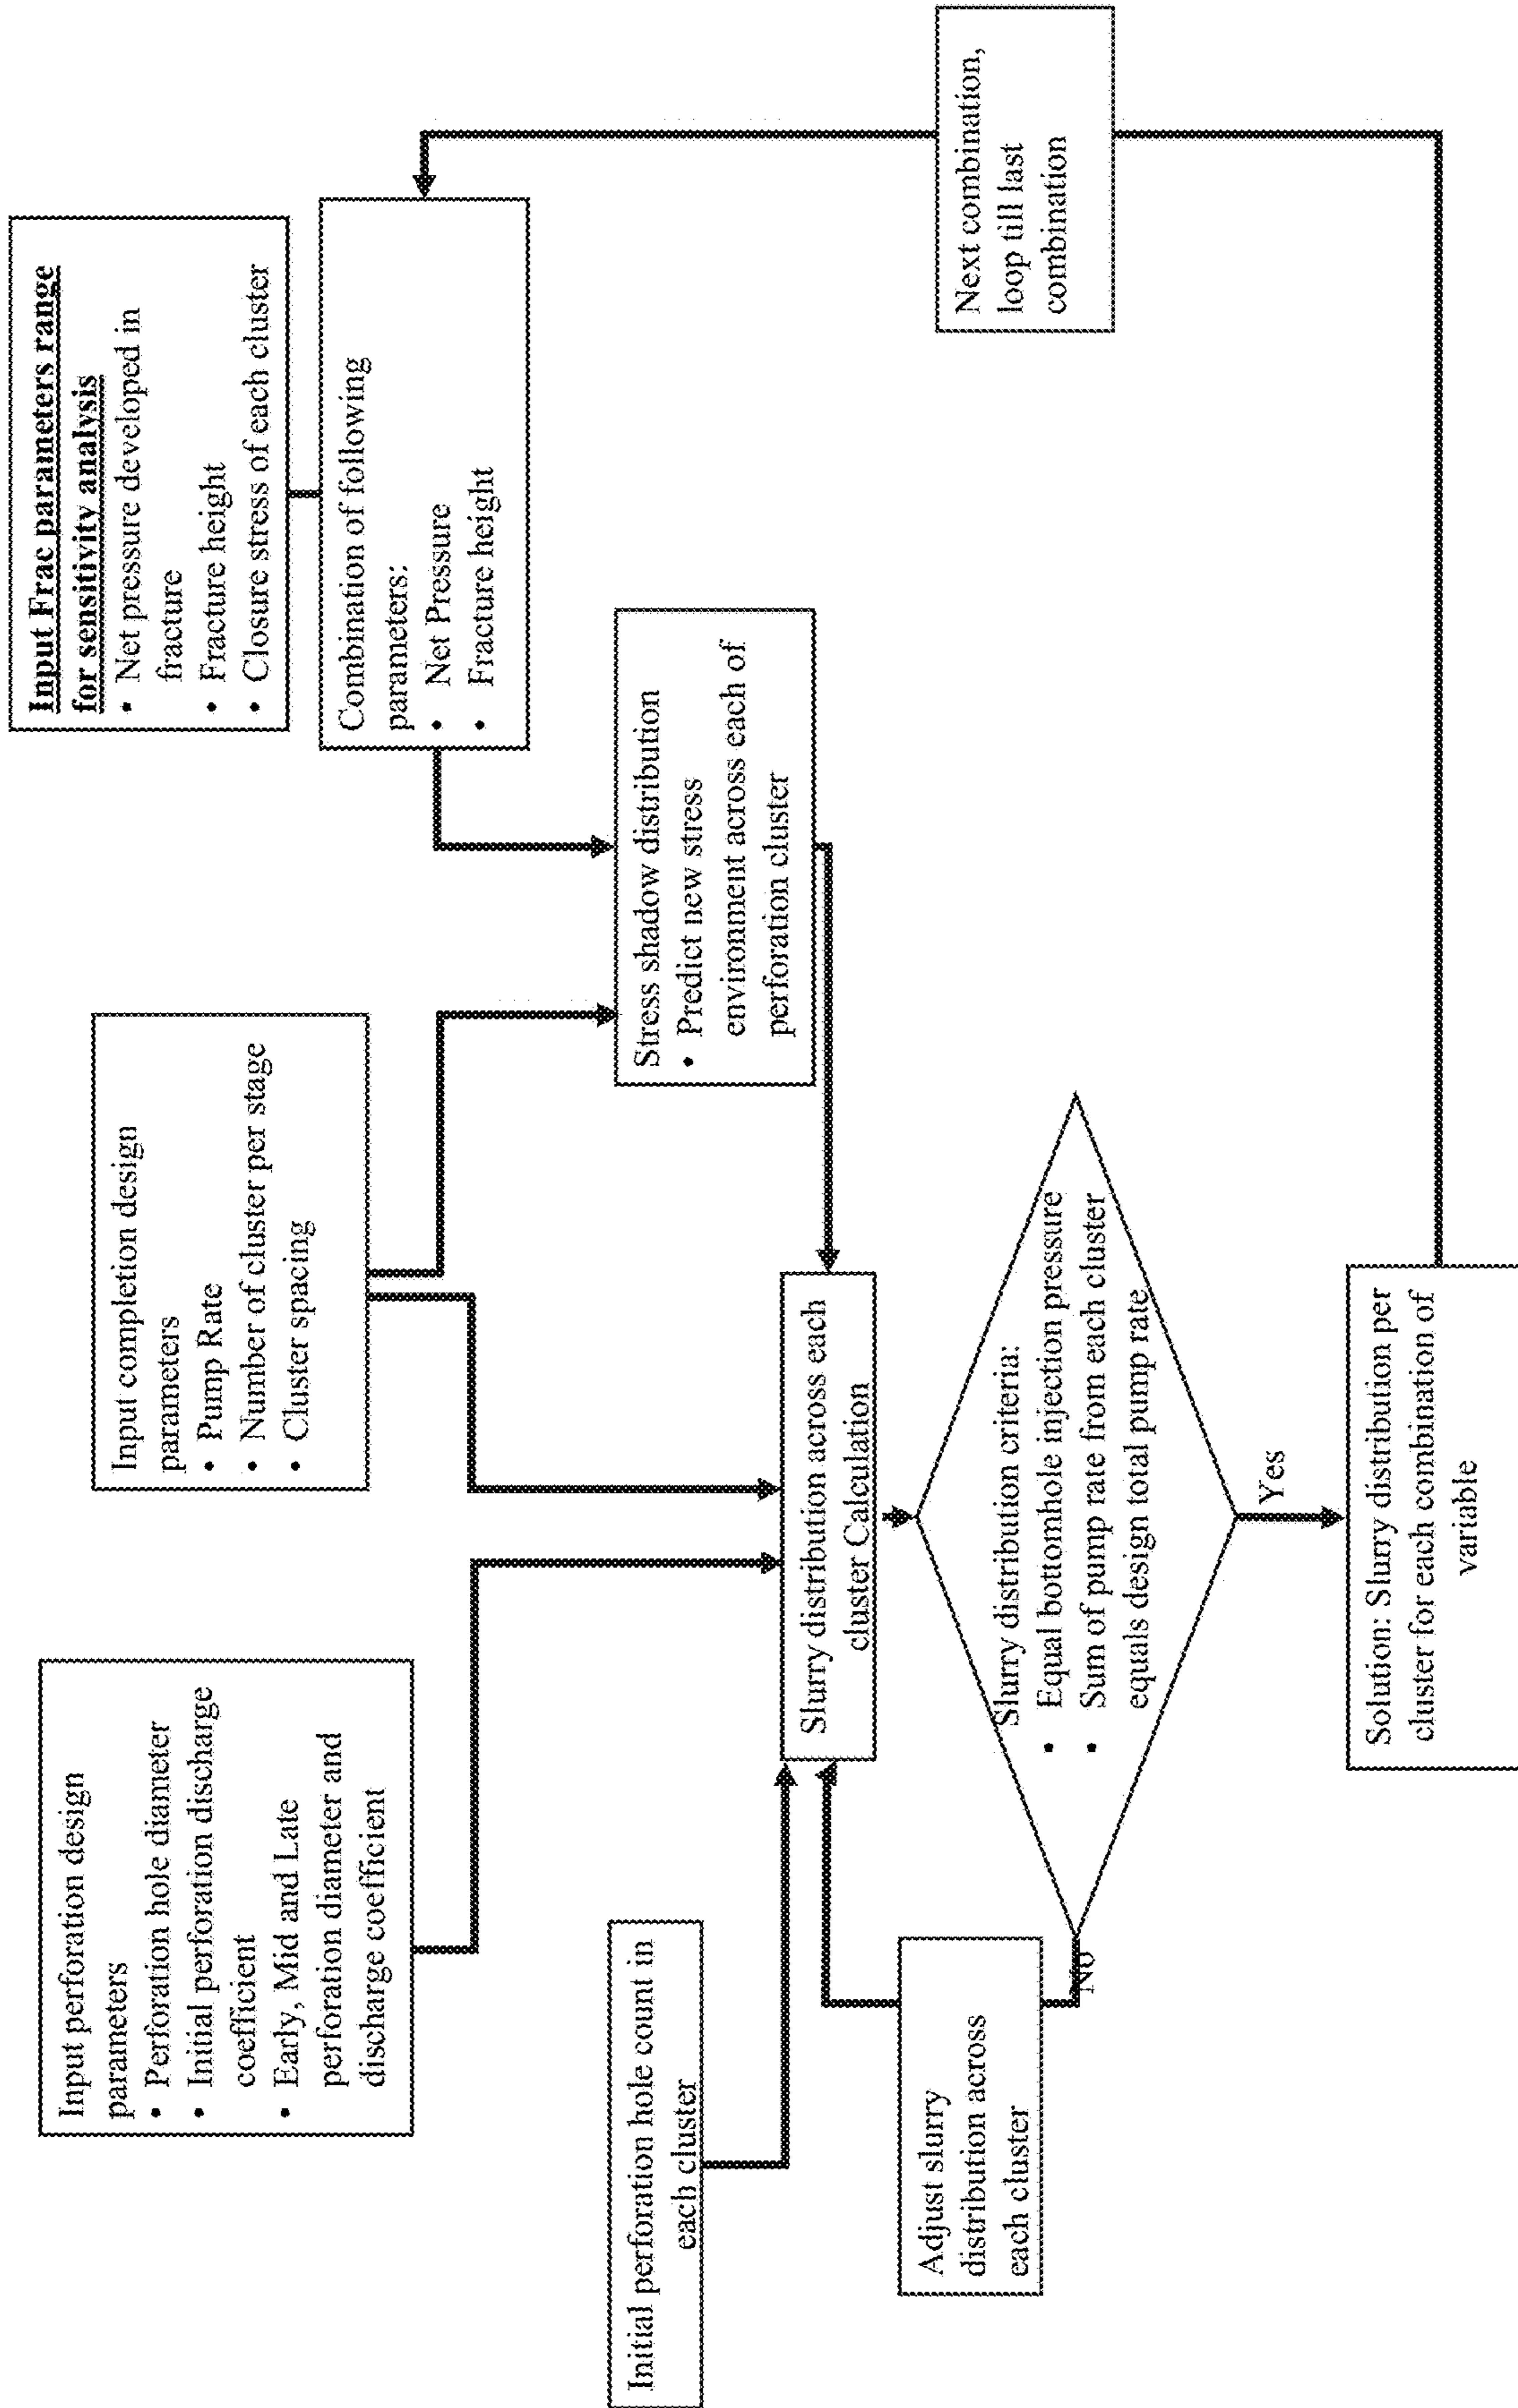 Input perforation design
parameters
• Perforation hole diameter
• Initial perforation discharge
coefficient
• Early, Mid and Late
perforation diameter and
discharge coefficient
Input completion design
parameters
• Pump Rate
• Number of cluster per stage
• Cluster spacing
Input Frac parameters range
for sensitivity analysis
• Net pressure developed in
fracture
• Fracture height
• Closure stress of each cluster
Combination of following
parameters:
• Net Pressure
• Fracture height
Initial perforation hole count in
each cluster
Stress shadow distribution
• Predict new stress
environment across each of
perforation cluster
Slurry distribution across each
cluster Calculation
Adjust slurry
distribution across
each cluster
No
Slurry distribution criteria:
• Equal bottomhole injection pressure
• Sum of pump rate from each cluster
equals design total pump rate
Yes
Next combination,
loop till last
combination
Solution: Slurry distribution per
cluster for each combination of
variable